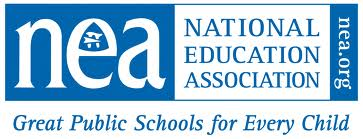 nea
NATIONAL
EDUCATION
ASSOCIATION
nea.org
Great Public Schools for Every Child